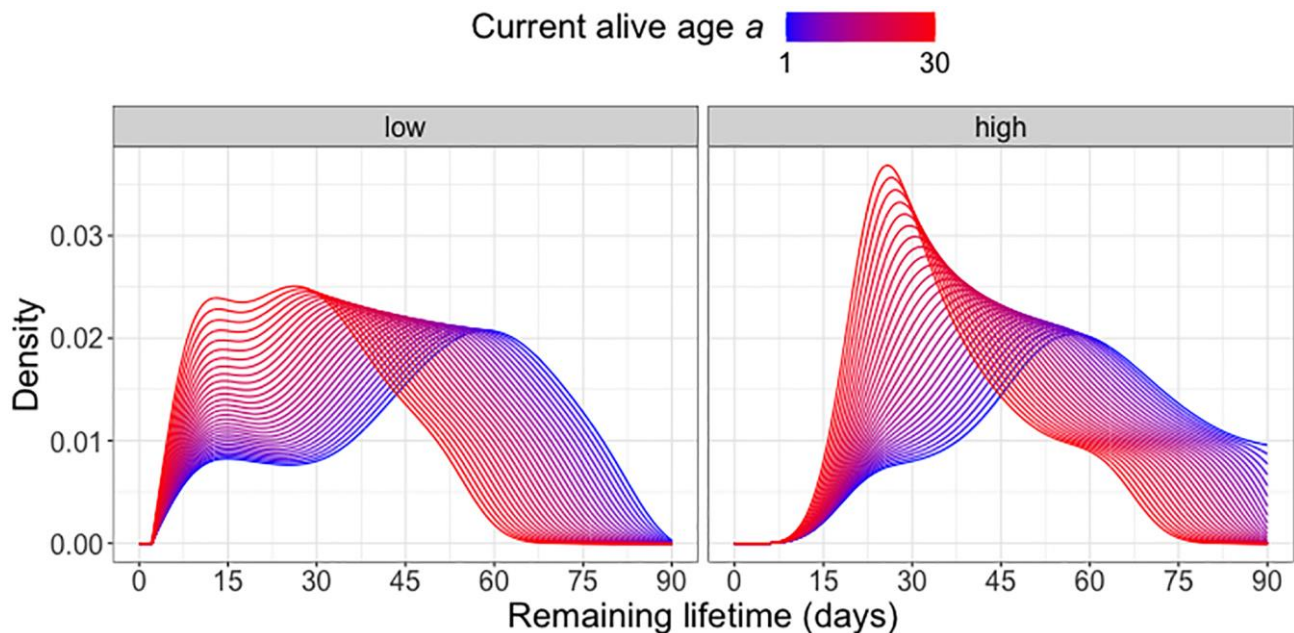 Current alive age a
1 30
low high
0.03
0.02
0.01
0.00
Density
0 15 30 45 60 75 90 0 15 30 45 60 75 90
Remaining lifetime (days)